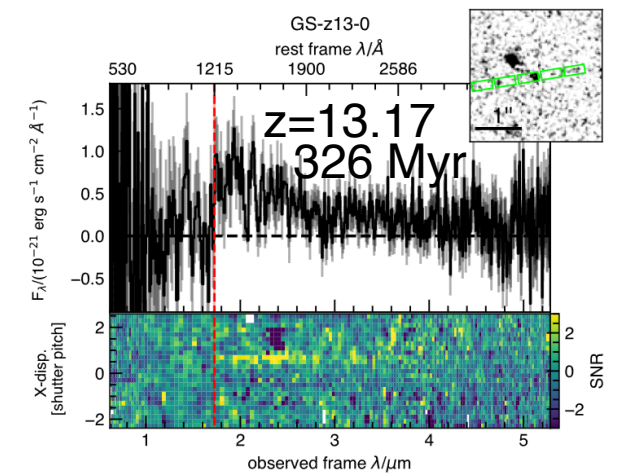 GS-z13-0
rest frame λ/Å
530 1215 1900 2586
1"
z=13.17
326 Myr
F_λ/(10⁻²¹ erg s⁻¹ cm⁻² Å⁻¹)
1.5
1.0
0.5
0.0
−0.5
X-disp.
[shutter pitch]
2
0
−2
2
0
−2
SNR
1 2 3 4 5
observed frame λ/μm